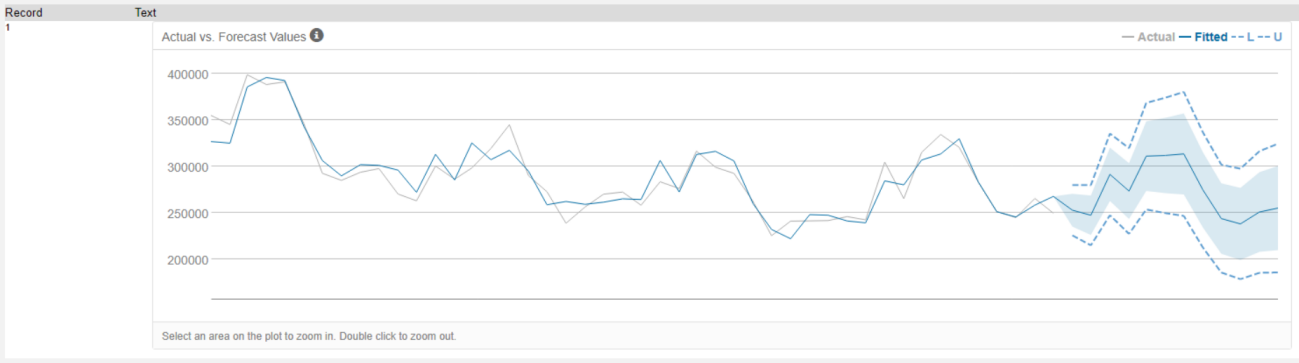 Record Text
1
Actual vs. Forecast Values i
Actual Fitted L U
400000
350000
300000
250000
200000
Select an area on the plot to zoom in. Double click to zoom out.